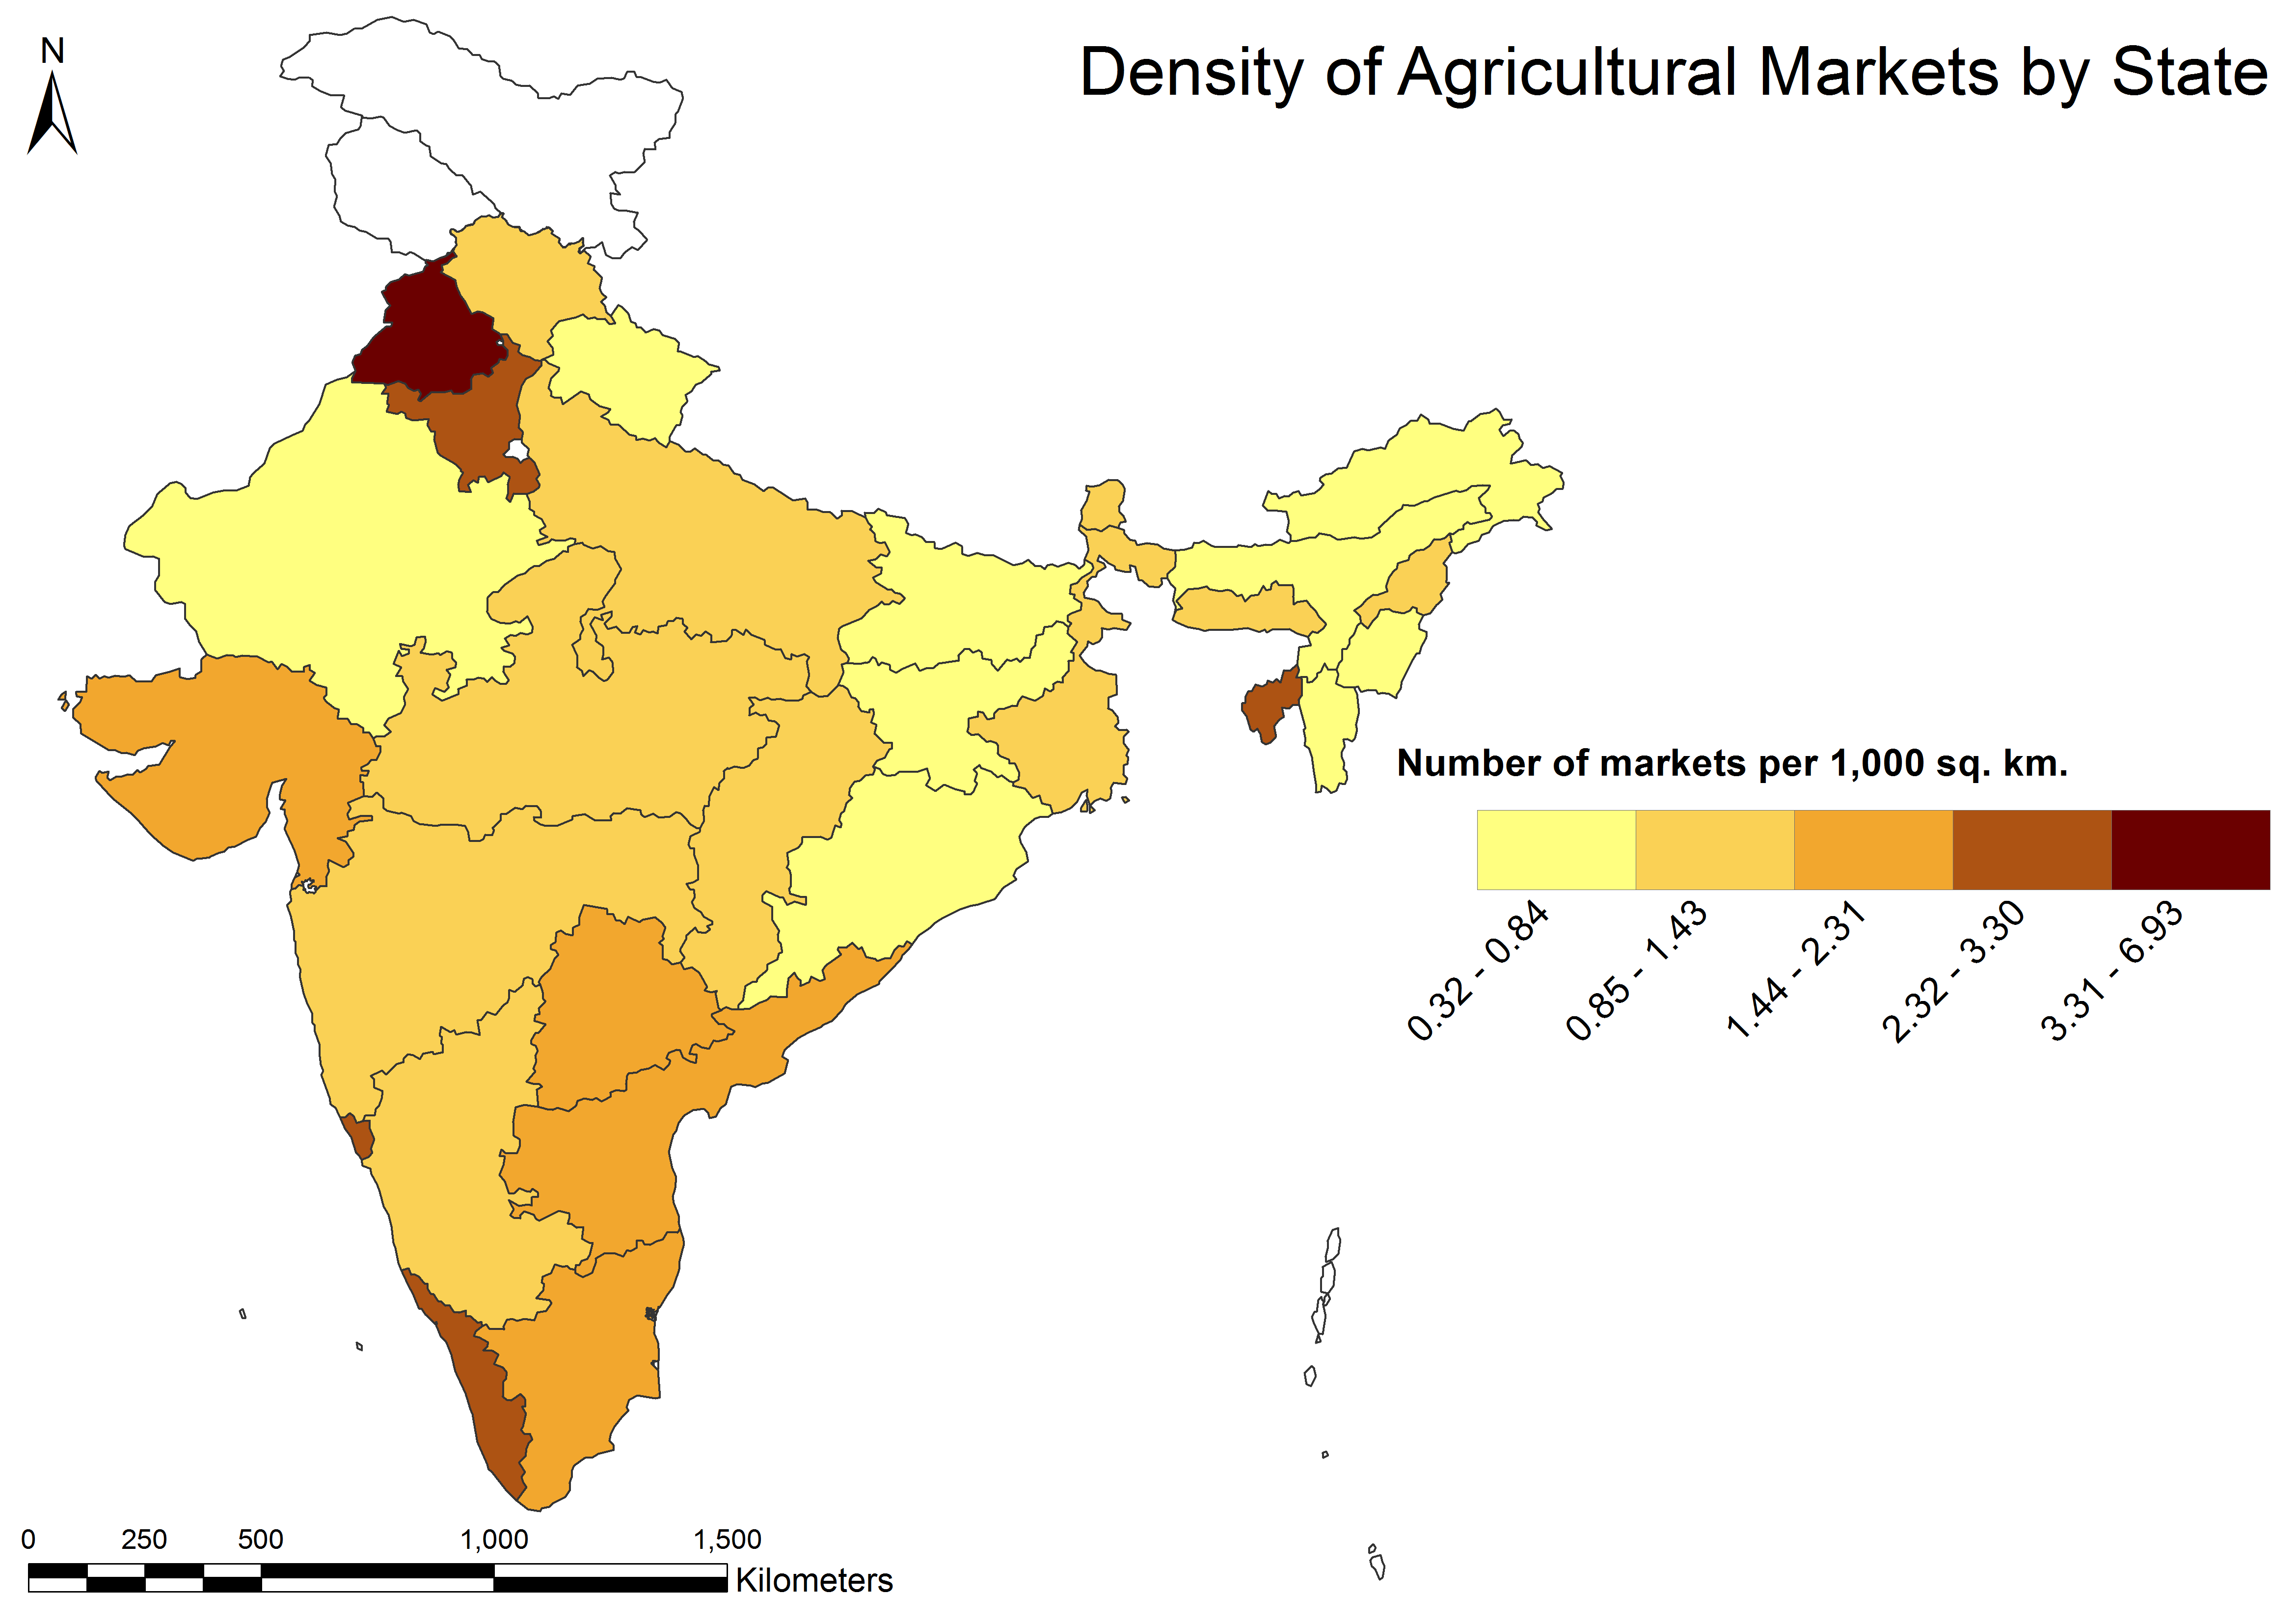 N
Density of Agricultural Markets by State
Number of markets per 1,000 sq. km.
0.32 - 0.84
0.85 - 1.43
1.44 - 2.31
2.32 - 3.30
3.31 - 6.93
0 250 500 1,000 1,500
Kilometers